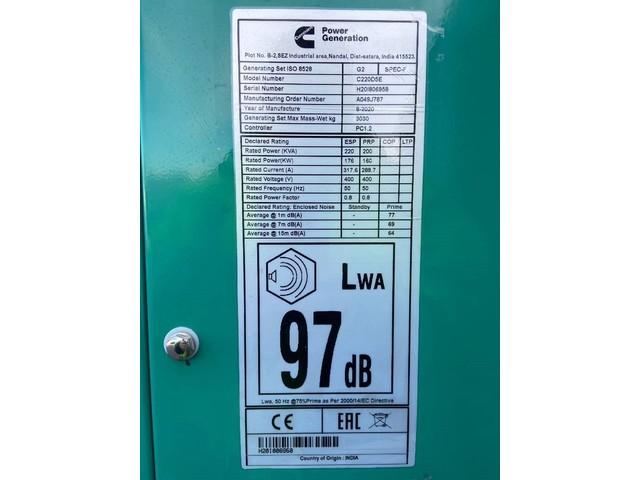 Power
Generation
Plot No. B-2,SEZ Industrial area,Nandal, Dist-satara, India 415523.
Generating Set ISO 8528 G2 SPEC-F
Model Number C220D5E
Serial Number H20I806958
Manufacturing Order Number A049J787
Year of Manufacture 8-2020
Generating Set Max Mass-Wet kg 3030
Controller PC1.2
Declared Rating ESP PRP COP LTP
Rated Power (KVA) 220 200
Rated Power(KW) 176 160
Rated Current (A) 317.6 288.7
Rated Voltage (V) 400 400
Rated Frequency (Hz) 50 50
Rated Power Factor 0.8 0.8
Declared Rating: Enclosed Noise Standby Prime
Average @ 1m dB(A) - 77
Average @ 7m dB(A) - 69
Average @ 15m dB(A) - 64
LWA
97 dB
Lwa, 50 Hz @75%Prime as Per 2000/14/EC Directive
CE EAC
H20I806958
Country of Origin : INDIA